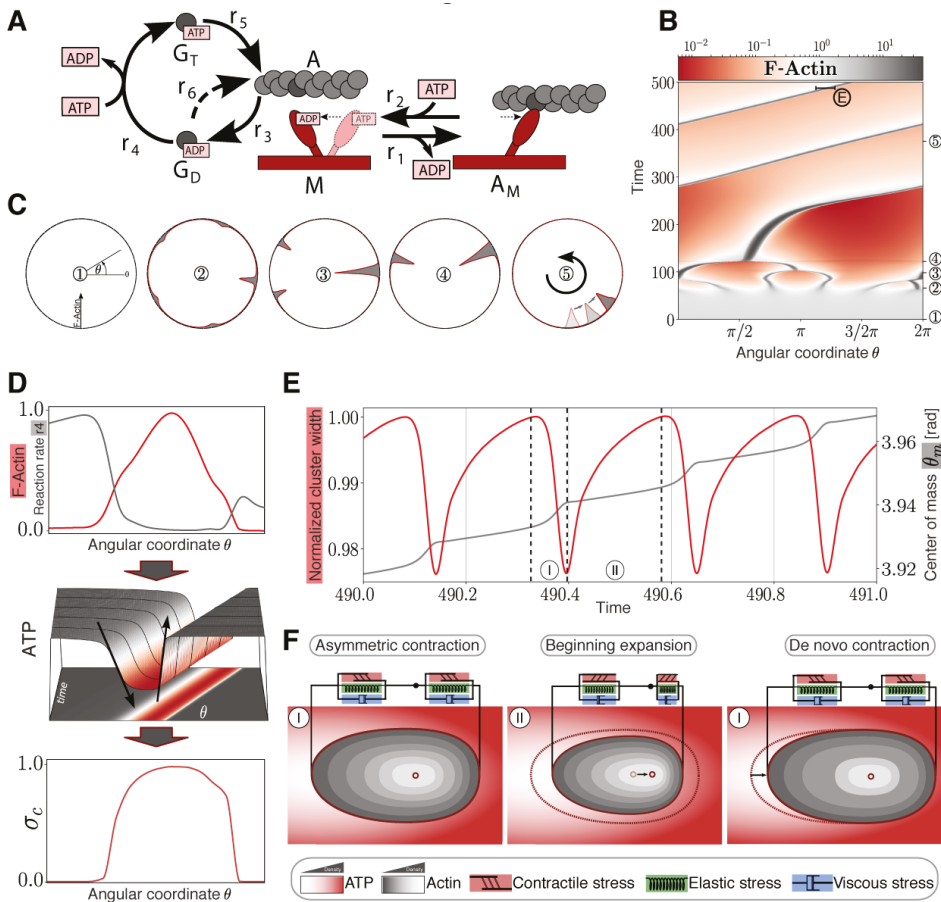 A
ADP
ATP
G_T
ATP
r_5
A
r_6
r_4
G_D
ADP
r_3
ADP
ATP
M
r_2
ATP
r_1
ADP
A_M
B
10^−2
10^−1
10^0
10^1
F-Actin
500
400
300
200
100
0
Time
E
⑤
④
③
②
①
π/2
π
3/2π
2π
Angular coordinate θ
C
①
θ
0
F-Actin
②
③
④
⑤
D
1.0
0.0
F-Actin
Reaction rate r4
Angular coordinate θ
ATP
time
θ
1.0
0.0
σ_c
Angular coordinate θ
E
Normalized cluster width
1.00
0.99
0.98
I
II
490.0
490.2
490.4
490.6
490.8
491.0
Time
3.96
3.94
3.92
Center of mass θ_m [rad]
F
Asymmetric contraction
Beginning expansion
De novo contraction
I
II
I
Density
ATP
Density
Actin
Contractile stress
Elastic stress
Viscous stress